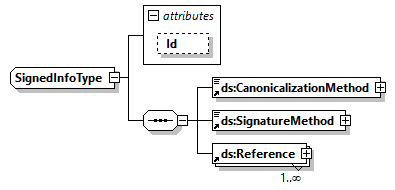 attributes
Id
SignedInfoType
ds:CanonicalizationMethod
ds:SignatureMethod
ds:Reference
1..∞